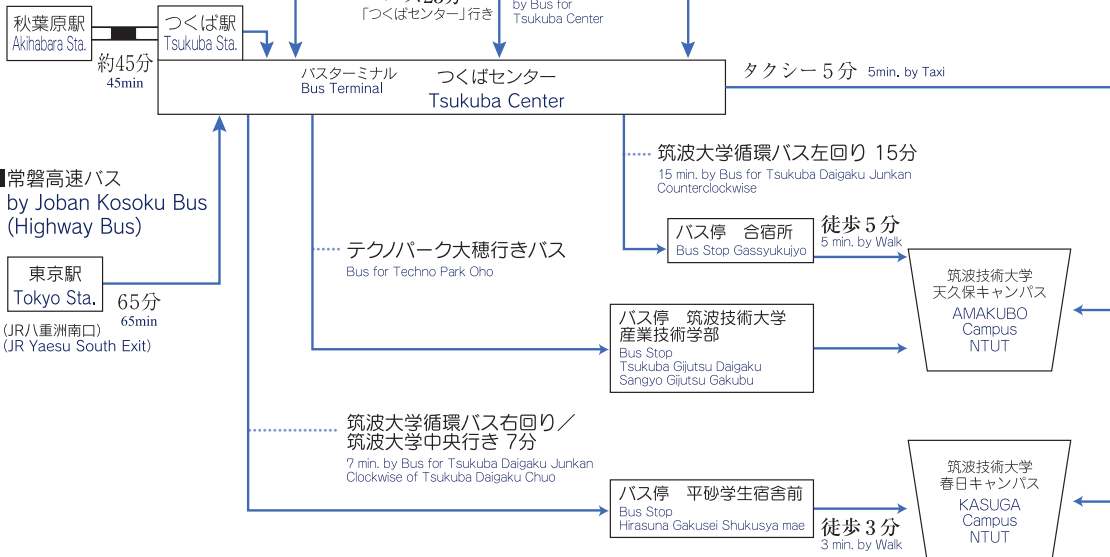 「つくばセンター」行き
by Bus for
Tsukuba Center
秋葉原駅
Akihabara Sta.
つくば駅
Tsukuba Sta.
約45分
45min
バスターミナル
Bus Terminal
つくばセンター
Tsukuba Center
タクシー5分 5min. by Taxi
常磐高速バス
by Joban Kosoku Bus
(Highway Bus)
東京駅
Tokyo Sta.
65分
65min
(JR八重洲南口)
(JR Yaesu South Exit)
筑波大学循環バス左回り 15分
15 min. by Bus for Tsukuba Daigaku Junkan
Counterclockwise
バス停 合宿所
Bus Stop Gassyukujyo
徒歩5分
5 min. by Walk
テクノパーク大穂行きバス
Bus for Techno Park Oho
バス停 筑波技術大学
産業技術学部
Bus Stop
Tsukuba Gijutsu Daigaku
Sangyo Gijutsu Gakubu
筑波技術大学
天久保キャンパス
AMAKUBO
Campus
NTUT
筑波大学循環バス右回り／
筑波大学中央行き 7分
7 min. by Bus for Tsukuba Daigaku Junkan
Clockwise of Tsukuba Daigaku Chuo
バス停 平砂学生宿舎前
Bus Stop
Hirasuna Gakusei Shukusya mae
徒歩3分
3 min. by Walk
筑波技術大学
春日キャンパス
KASUGA
Campus
NTUT